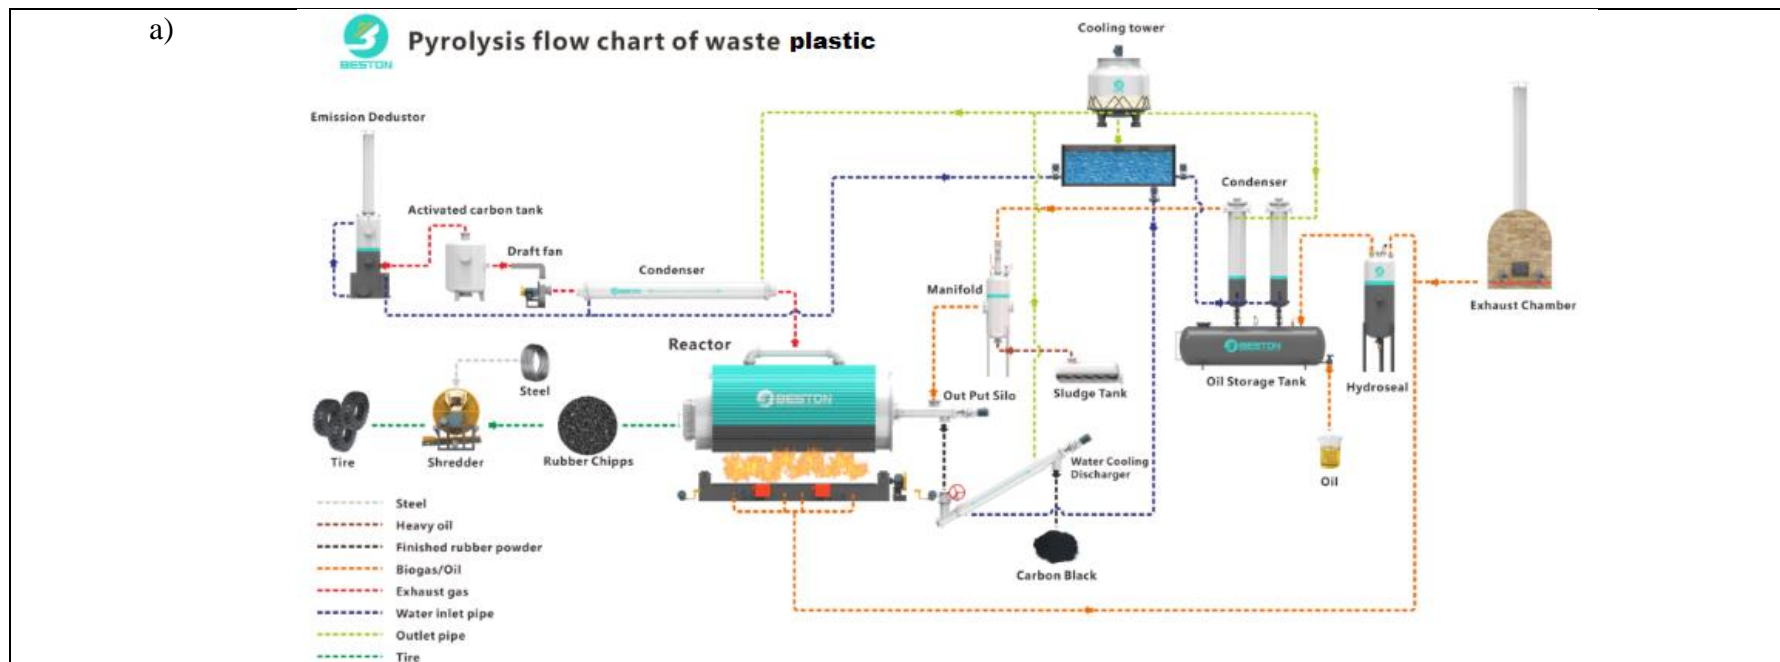 a)
BESTON
Pyrolysis flow chart of waste plastic
Cooling tower
Emission Dedustor
Activated carbon tank
Draft fan
Condenser
Condenser
Manifold
Exhaust Chamber
Reactor
BESTON
BESTON
BESTON
Steel
Out Put Silo
Sludge Tank
Oil Storage Tank
Hydroseal
Tire
Shredder
Rubber Chipps
Water Cooling
Discharger
Oil
Carbon Black
Steel
Heavy oil
Finished rubber powder
Biogas/Oil
Exhaust gas
Water inlet pipe
Outlet pipe
Tire